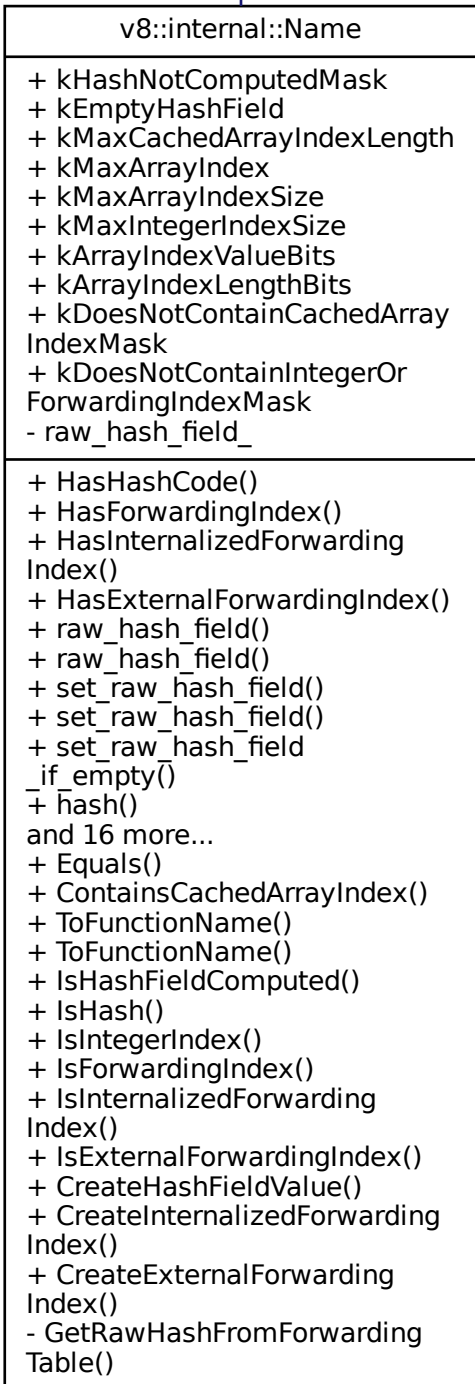 v8::internal::Name
+ kHashNotComputedMask
+ kEmptyHashField
+ kMaxCachedArrayIndexLength
+ kMaxArrayIndex
+ kMaxArrayIndexSize
+ kMaxIntegerIndexSize
+ kArrayIndexValueBits
+ kArrayIndexLengthBits
+ kDoesNotContainCachedArray
IndexMask
+ kDoesNotContainIntegerOr
ForwardingIndexMask
- raw_hash_field_
+ HasHashCode()
+ HasForwardingIndex()
+ HasInternalizedForwarding
Index()
+ HasExternalForwardingIndex()
+ raw_hash_field()
+ raw_hash_field()
+ set_raw_hash_field()
+ set_raw_hash_field()
+ set_raw_hash_field
_if_empty()
+ hash()
and 16 more...
+ Equals()
+ ContainsCachedArrayIndex()
+ ToFunctionName()
+ ToFunctionName()
+ IsHashFieldComputed()
+ IsHash()
+ IsIntegerIndex()
+ IsForwardingIndex()
+ IsInternalizedForwarding
Index()
+ IsExternalForwardingIndex()
+ CreateHashFieldValue()
+ CreateInternalizedForwarding
Index()
+ CreateExternalForwarding
Index()
- GetRawHashFromForwarding
Table()